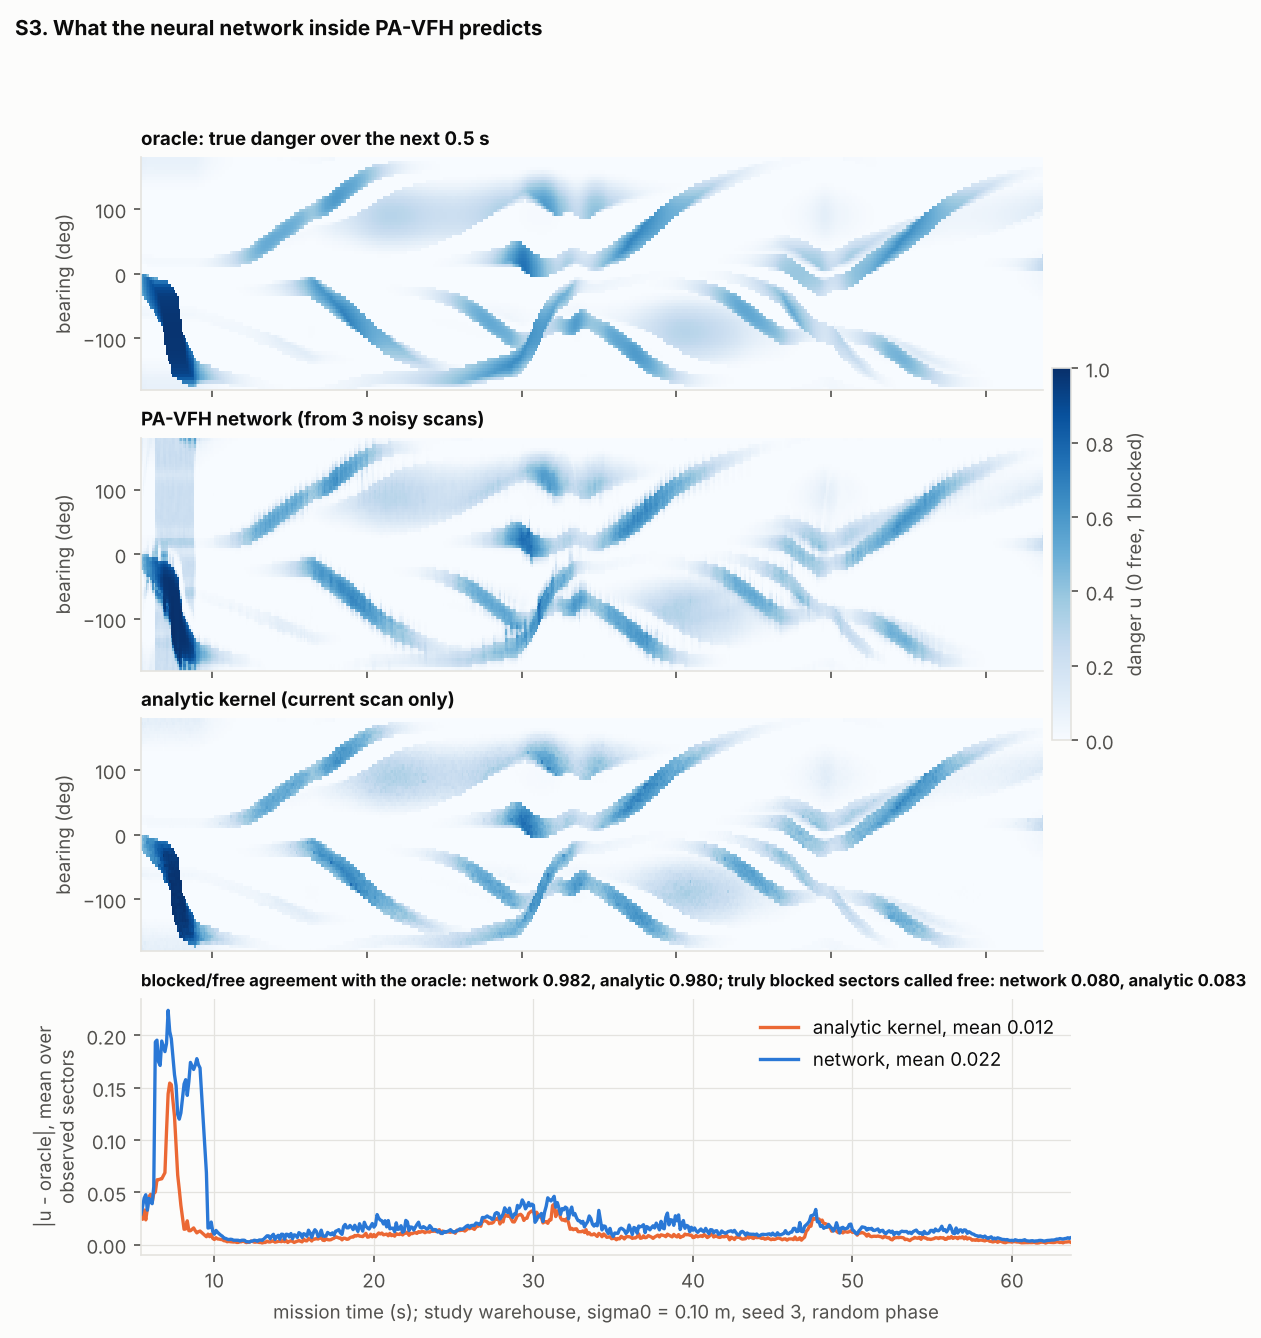 S3. What the neural network inside PA-VFH predicts
oracle: true danger over the next 0.5 s
100
0
−100
bearing (deg)
PA-VFH network (from 3 noisy scans)
100
0
−100
bearing (deg)
analytic kernel (current scan only)
100
0
−100
bearing (deg)
1.0
0.8
0.6
0.4
0.2
0.0
danger u (0 free, 1 blocked)
blocked/free agreement with the oracle: network 0.982, analytic 0.980; truly blocked sectors called free: network 0.080, analytic 0.083
analytic kernel, mean 0.012
network, mean 0.022
0.20
0.15
0.10
0.05
0.00
|u - oracle|, mean over
observed sectors
10 20 30 40 50 60
mission time (s); study warehouse, sigma0 = 0.10 m, seed 3, random phase